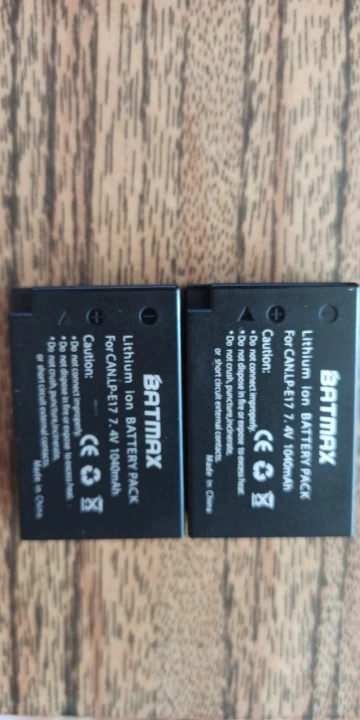 BATMAX
Lithium Ion BATTERY PACK
For CAN.LP-E17 7.4V 1040mAh
Caution:
•Do not connect improperly.
•Do not dispose in fire or expose to exess heat.
•Do not crush,puncture,incinerate.
or short circuit external contacts.
Made in China.
BATMAX
Lithium Ion BATTERY PACK
For CAN.LP-E17 7.4V 1040mAh
Caution:
•Do not connect improperly.
•Do not dispose in fire or expose to exess heat.
•Do not crush,puncture,incinerate.
or short circuit external contacts.
Made in China.